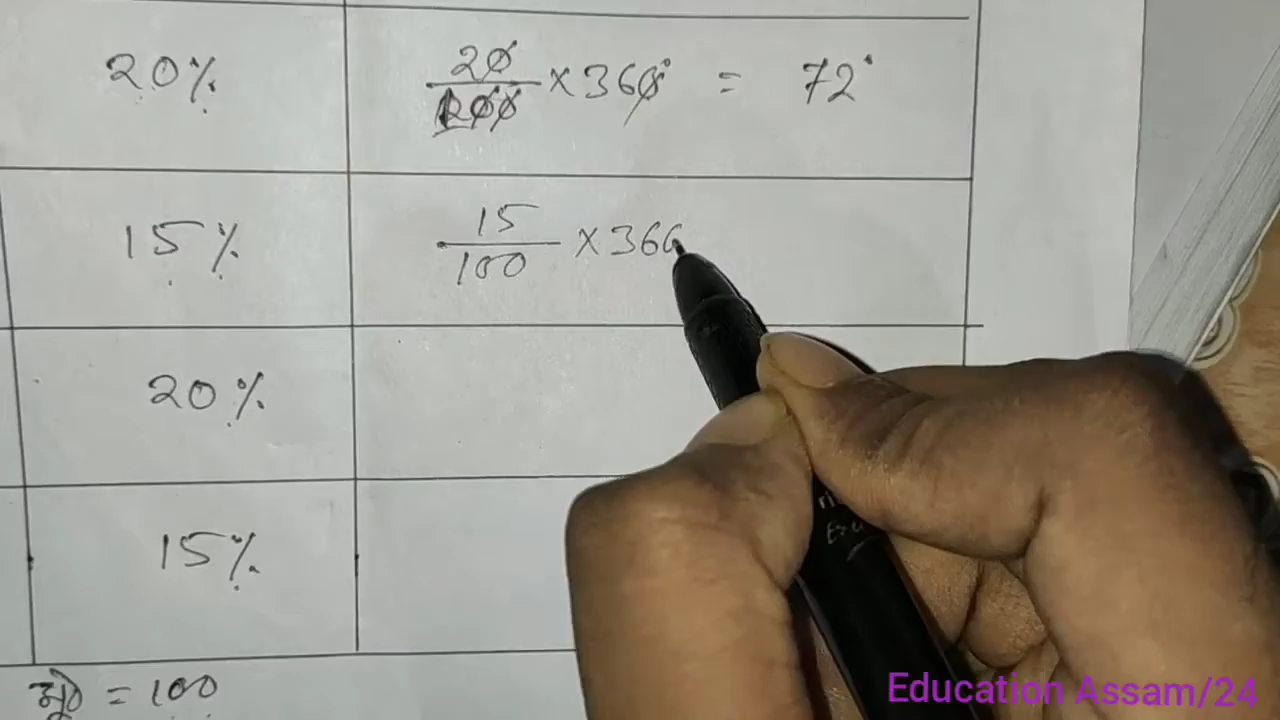 20% 20/100 × 360° = 72°
15% 15/100 × 360
20%
15%
= 100
Education Assam/24